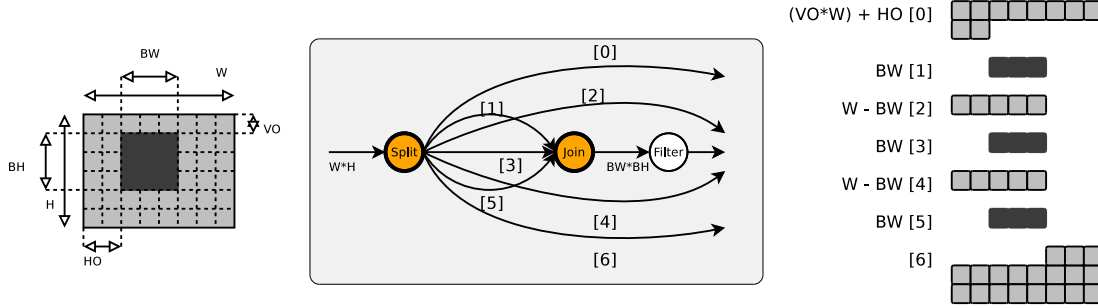 BW
W
VO
BH
H
HO
[0]
[1]
[2]
Split
Join
Filter
W*H
BW*BH
[3]
[5]
[4]
[6]
(VO*W) + HO [0]
BW [1]
W - BW [2]
BW [3]
W - BW [4]
BW [5]
[6]